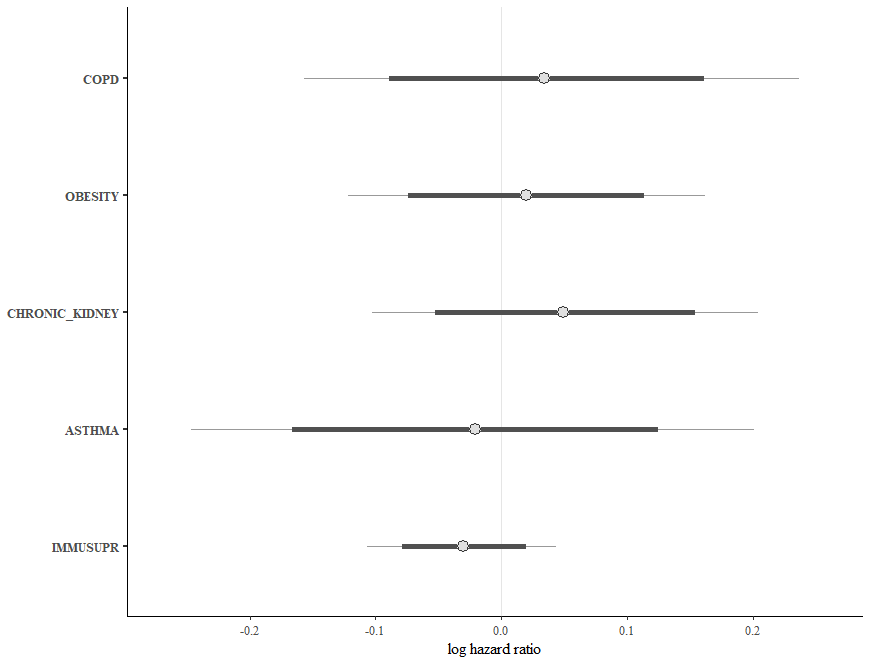 COPD
OBESITY
CHRONIC_KIDNEY
ASTHMA
IMMUSUPR
-0.2 -0.1 0.0 0.1 0.2
log hazard ratio